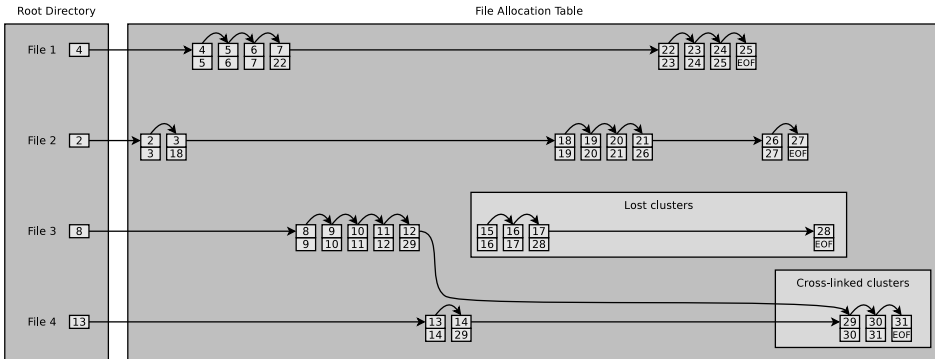 Root Directory File Allocation Table
File 1 4 4 5 6 7 22 23 24 25
5 6 7 22 23 24 25 EOF
File 2 2 2 3 18 19 20 21 26 27
3 18 19 20 21 26 27 EOF
Lost clusters
File 3 8 8 9 10 11 12 15 16 17 28
9 10 11 12 29 16 17 28 EOF
Cross-linked clusters
File 4 13 13 14 29 30 31
14 29 30 31 EOF